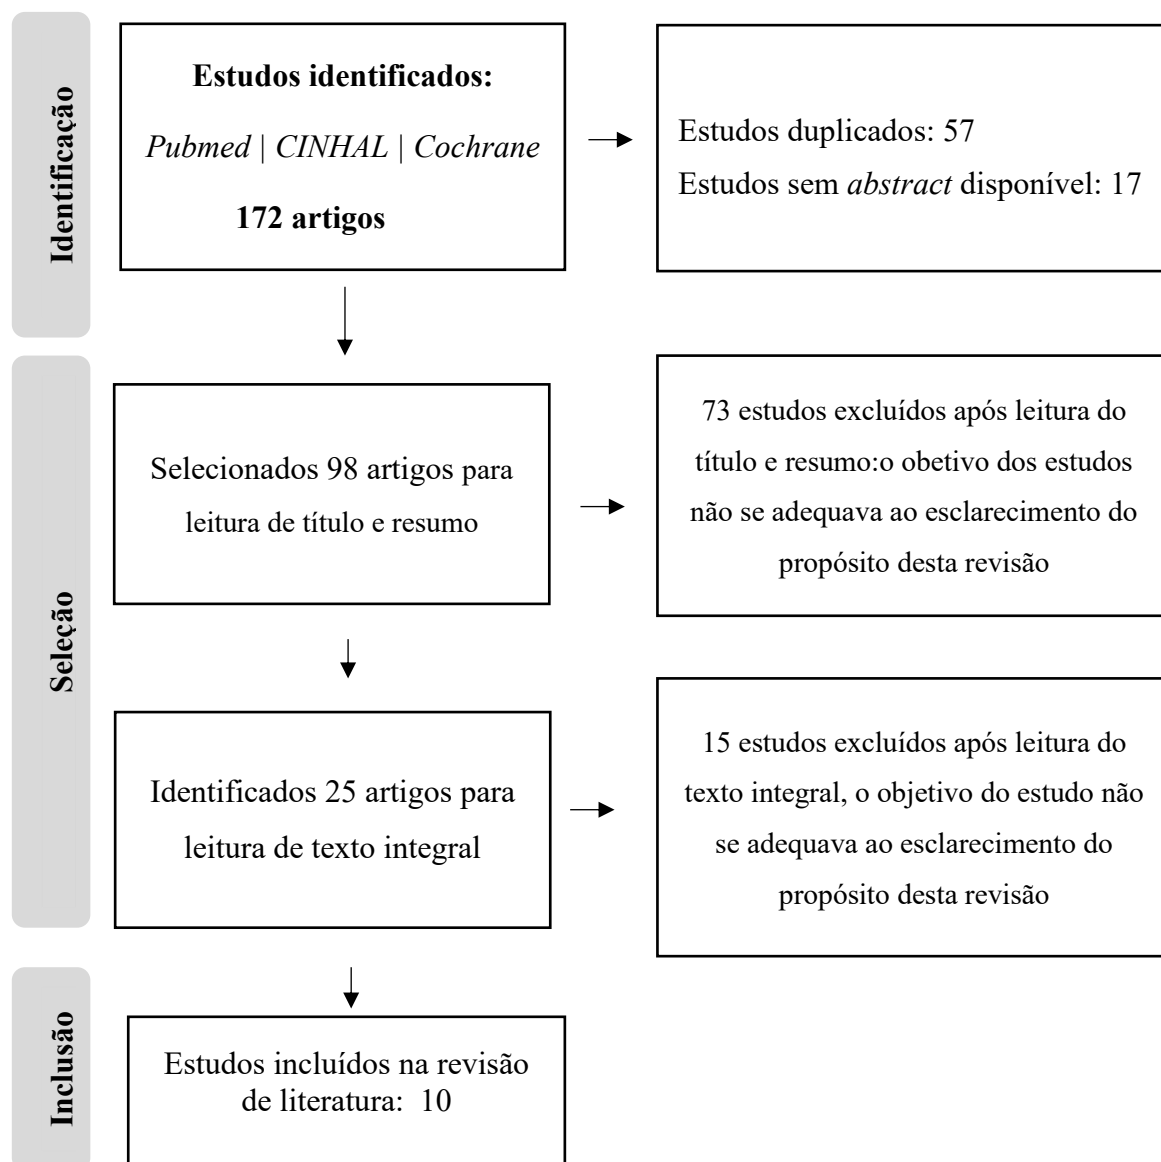 Identificação
Estudos identificados:
Pubmed | CINHAL | Cochrane
172 artigos
Estudos duplicados: 57
Estudos sem abstract disponível: 17
Seleção
Selecionados 98 artigos para
leitura de título e resumo
73 estudos excluídos após leitura do
título e resumo:o obetivo dos estudos
não se adequava ao esclarecimento do
propósito desta revisão
Identificados 25 artigos para
leitura de texto integral
15 estudos excluídos após leitura do
texto integral, o objetivo do estudo não
se adequava ao esclarecimento do
propósito desta revisão
Inclusão
Estudos incluídos na revisão
de literatura: 10